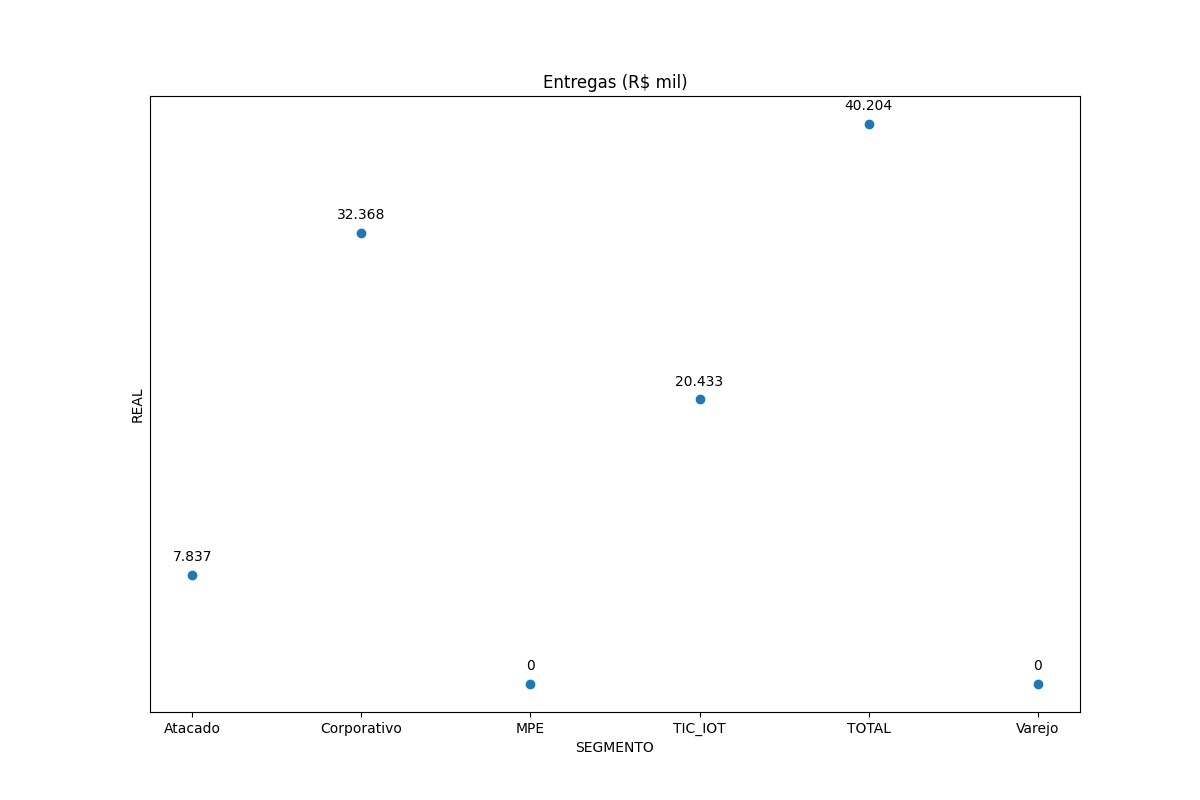 Entregas (R$ mil)
40.204
32.368
20.433
7.837
0
0
REAL
Atacado Corporativo MPE TIC_IOT TOTAL Varejo
SEGMENTO